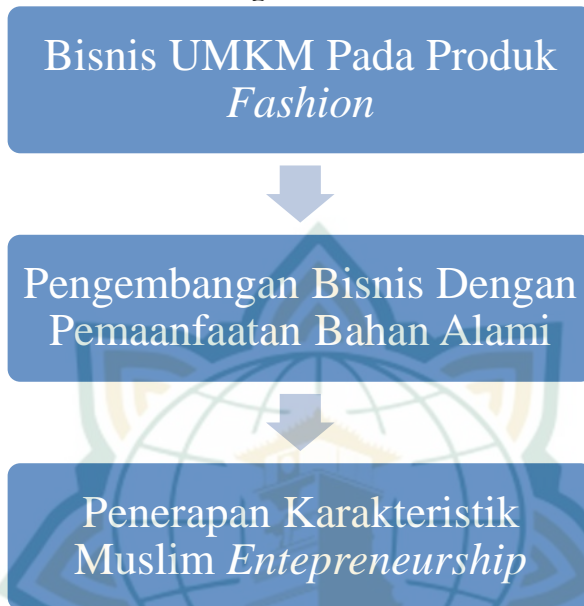 Bisnis UMKM Pada Produk
Fashion
Pengembangan Bisnis Dengan
Pemaanfaatan Bahan Alami
Penerapan Karakteristik
Muslim Entepreneurship